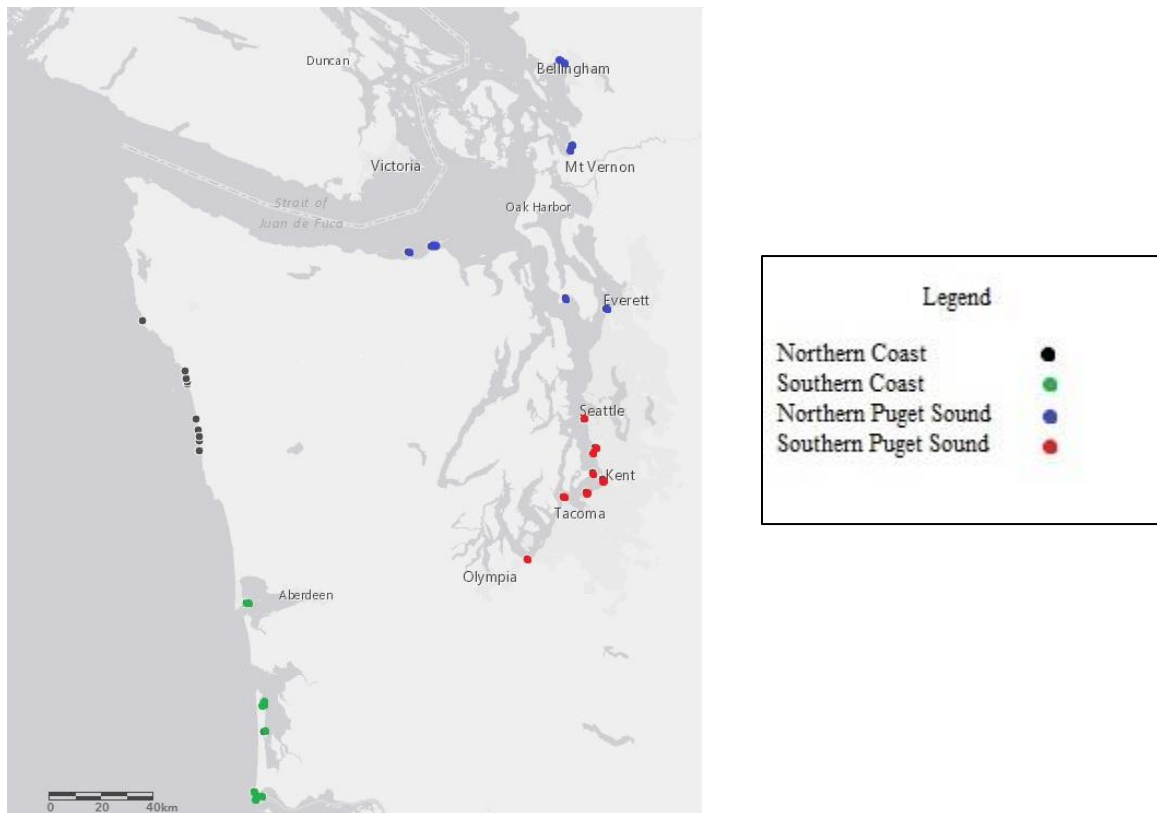 Duncan
Bellingham
Victoria
Mt Vernon
Strait of
Juan de Fuca
Oak Harbor
Everett
Seattle
Kent
Tacoma
Olympia
Aberdeen
0 20 40km
Legend
Northern Coast
Southern Coast
Northern Puget Sound
Southern Puget Sound